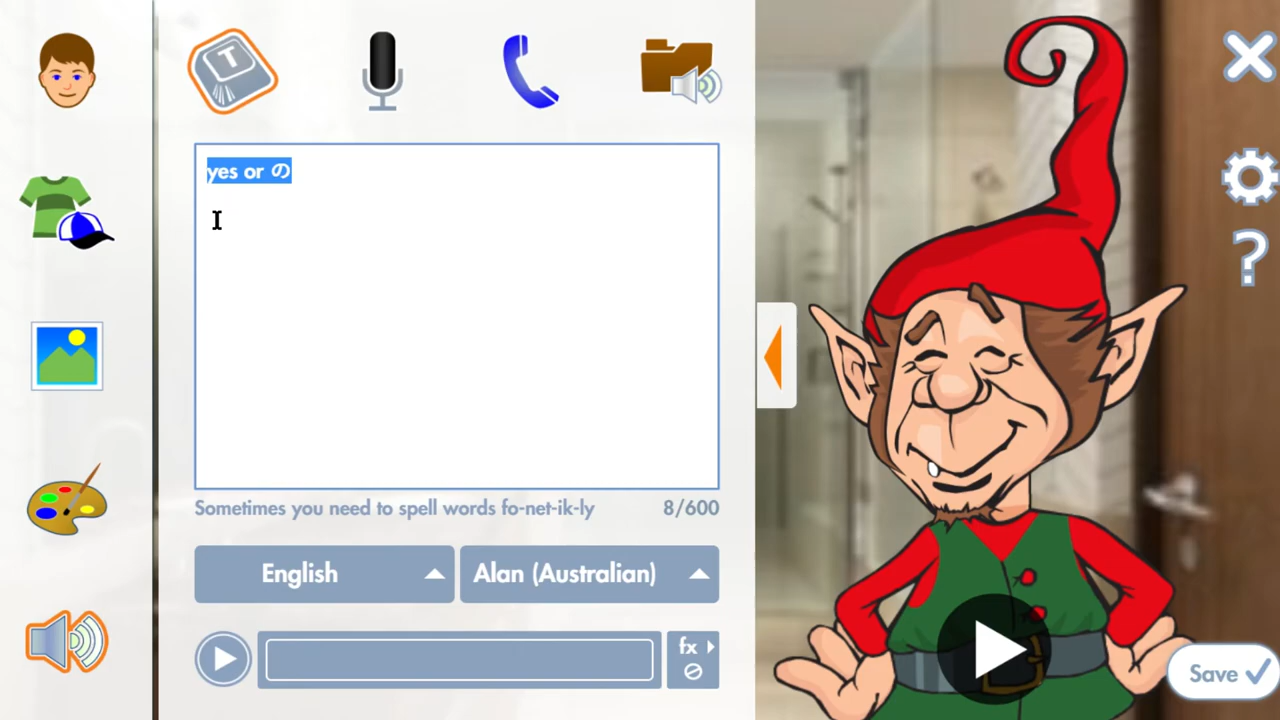 T
yes or の
Sometimes you need to spell words fo-net-ik-ly
8/600
English
Alan (Australian)
fx
?
Save